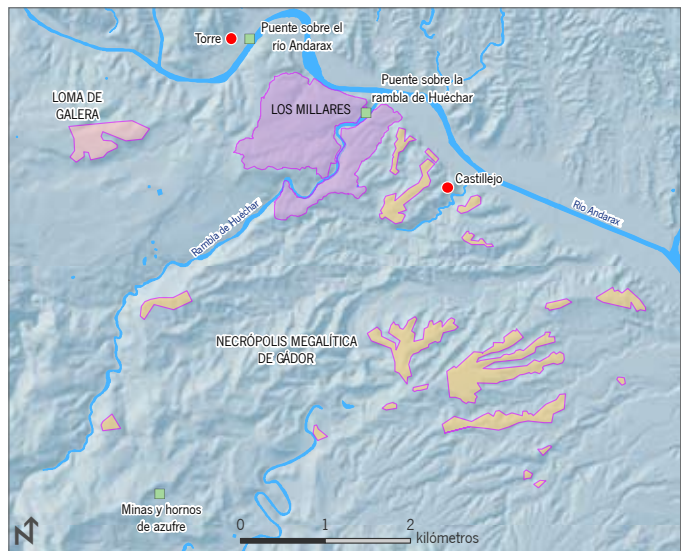 Torre
Puente sobre el
río Andarax
Puente sobre la
rambla de Huéchar
LOMA DE
GALERA
LOS MILLARES
Castillejo
Río Andarax
Rambla de Huéchar
NECRÓPOLIS MEGALÍTICA
DE GÁDOR
Minas y hornos
de azufre
N
0 1 2
kilómetros